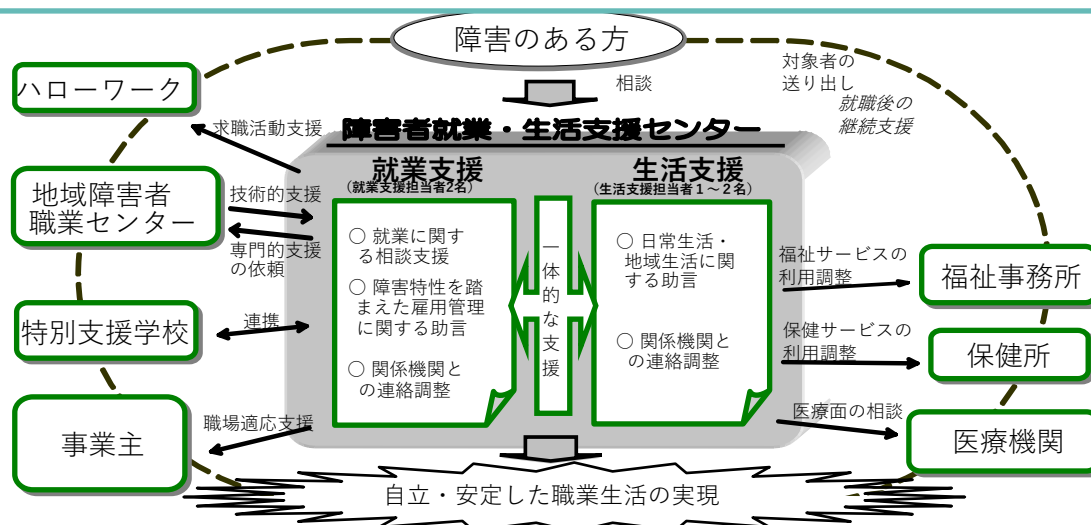 障害のある方
相談
対象者の
送り出し
就職後の
継続支援
ハローワーク
求職活動支援
障害者就業・生活支援センター
就業支援
(就業支援担当者2名)
生活支援
(生活支援担当者1～2名)
地域障害者
職業センター
技術的支援
専門的支援
の依頼
特別支援学校
連携
事業主
職場適応支援
○ 就業に関す
る相談支援
○ 障害特性を踏
まえた雇用管理
に関する助言
○ 関係機関と
の連絡調整
一体的な支援
○ 日常生活・
地域生活に関
する助言
○ 関係機関と
の連絡調整
福祉サービスの
利用調整
福祉事務所
保健サービスの
利用調整
保健所
医療面の相談
医療機関
自立・安定した職業生活の実現